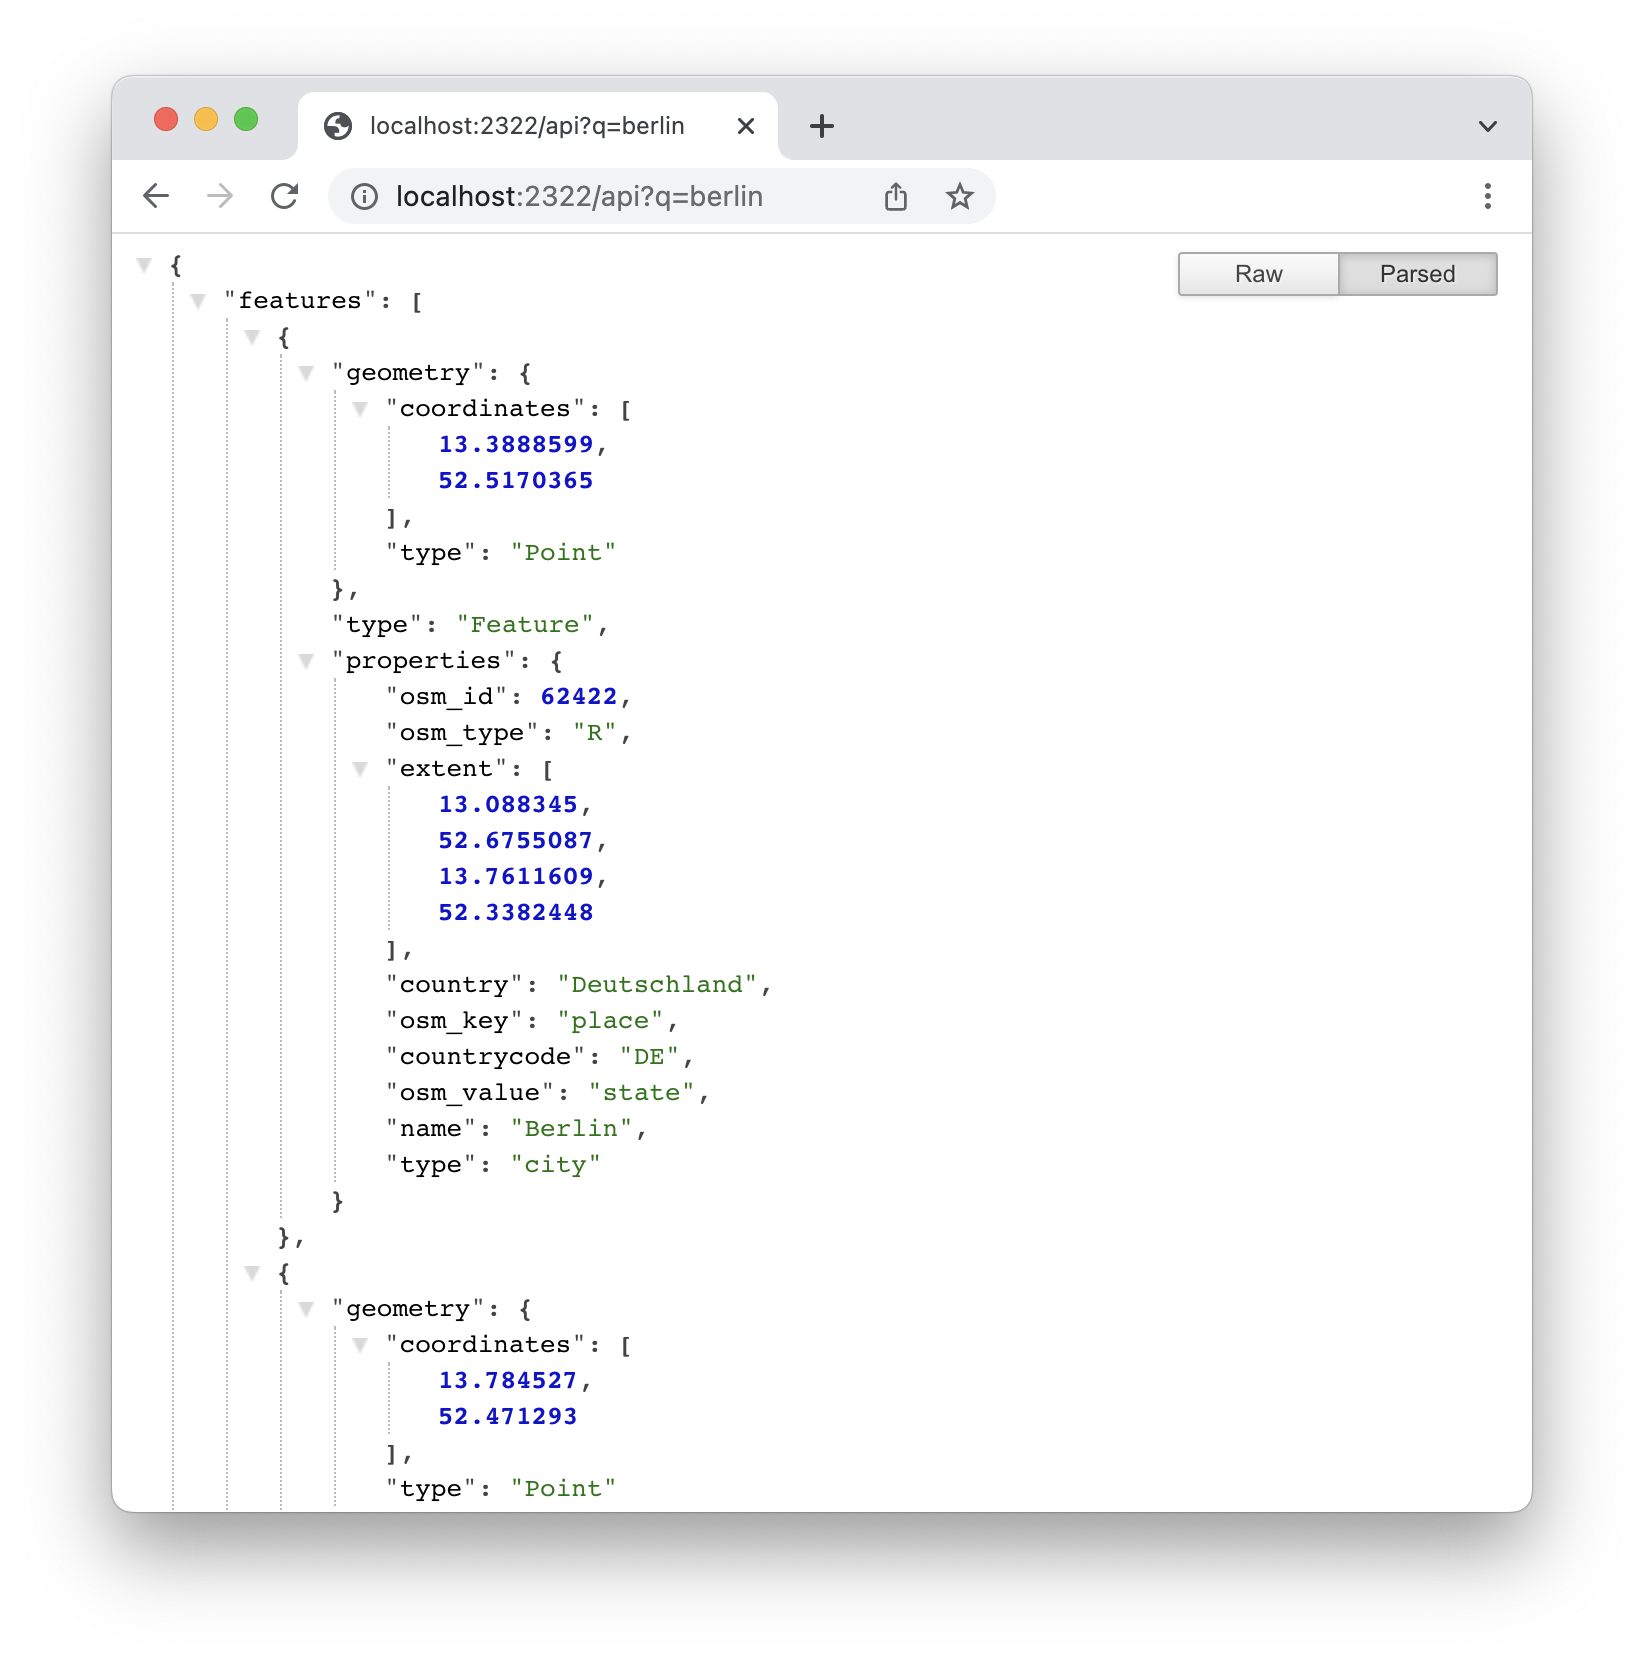 localhost:2322/api?q=berlin
localhost:2322/api?q=berlin
Raw Parsed
{
"features": [
{
"geometry": {
"coordinates": [
13.3888599,
52.5170365
],
"type": "Point"
},
"type": "Feature",
"properties": {
"osm_id": 62422,
"osm_type": "R",
"extent": [
13.088345,
52.6755087,
13.7611609,
52.3382448
],
"country": "Deutschland",
"osm_key": "place",
"countrycode": "DE",
"osm_value": "state",
"name": "Berlin",
"type": "city"
}
},
{
"geometry": {
"coordinates": [
13.784527,
52.471293
],
"type": "Point"